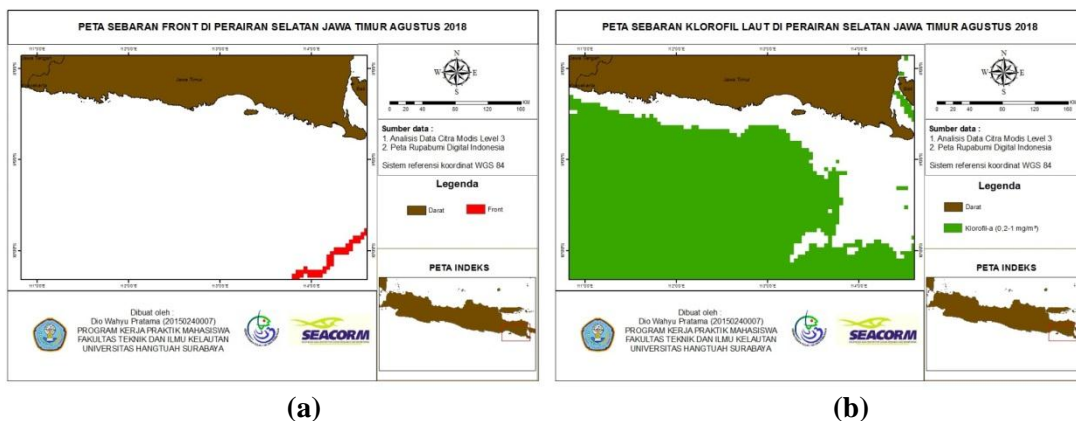 PETA SEBARAN FRONT DI PERAIRAN SELATAN JAWA TIMUR AGUSTUS 2018
Jawa Timur
N
W E
S
Sumber data :
1. Analisis Data Citra Modis Level 3
2. Peta Rupabumi Digital Indonesia
Sistem referensi koordinat WGS 84
Legenda
Darat Front
PETA INDEKS
Dibuat oleh :
Dio Wahyu Pratama (20150240007)
PROGRAM KERJA PRAKTIK MAHASISWA
FAKULTAS TEKNIK DAN ILMU KELAUTAN
UNIVERSITAS HANGTUAH SURABAYA
SEACORM
(a)
PETA SEBARAN KLOROFIL LAUT DI PERAIRAN SELATAN JAWA TIMUR AGUSTUS 2018
Jawa Timur
N
W E
S
Sumber data :
1. Analisis Data Citra Modis Level 3
2. Peta Rupabumi Digital Indonesia
Sistem referensi koordinat WGS 84
Legenda
Darat
Klorofil-a (0,2-1 mg/m³)
PETA INDEKS
Dibuat oleh :
Dio Wahyu Pratama (20150240007)
PROGRAM KERJA PRAKTIK MAHASISWA
FAKULTAS TEKNIK DAN ILMU KELAUTAN
UNIVERSITAS HANGTUAH SURABAYA
SEACORM
(b)